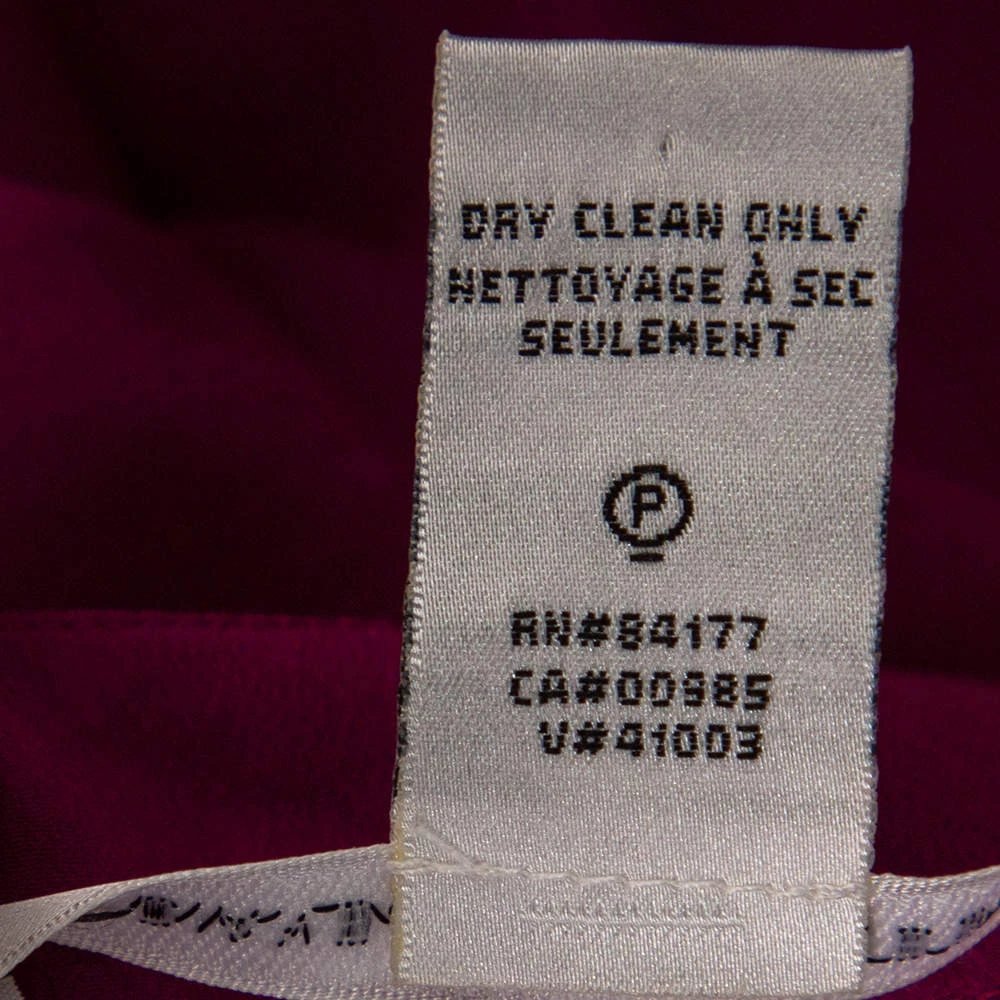 DRY CLEAN ONLY
NETTOYAGE À SEC
SEULEMENT
P
RN#84177
CA#00985
V#41003